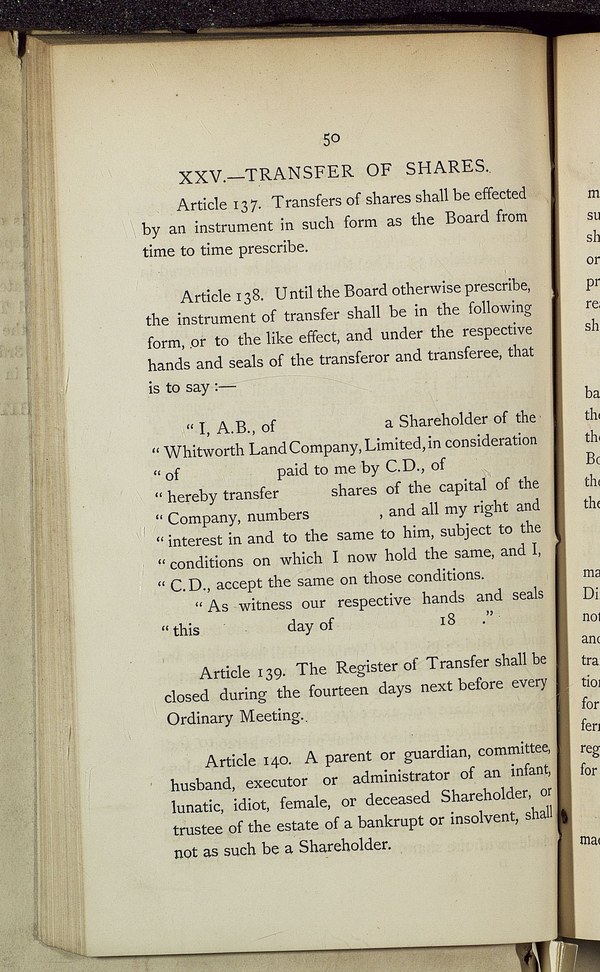 50
XXV.—TRANSFER OF SHARES.
Article 137. Transfers of shares shall be effected
by an instrument in such form as the Board from
time to time prescribe.
Article 138. Until the Board otherwise prescribe,
the instrument of transfer shall be in the following
form, or to the like effect, and under the respective
hands and seals of the transferor and transferee, that
is to say :—
" I, A.B., of a Shareholder of the
" Whitworth Land Company, Limited, in consideration
" of paid to me by C.D., of
" hereby transfer shares of the capital of the
" Company, numbers , and all my right and
" interest in and to the same to him, subject to the
" conditions on which I now hold the same, and I,
" C.D., accept the same on those conditions.
" As witness our respective hands and seals
" this day of 18 ."
Article 139. The Register of Transfer shall be
closed during the fourteen days next before every
Ordinary Meeting.
Article 140. A parent or guardian, committee,
husband, executor or administrator of an infant,
lunatic, idiot, female, or deceased Shareholder, or
trustee of the estate of a bankrupt or insolvent, shall
not as such be a Shareholder.